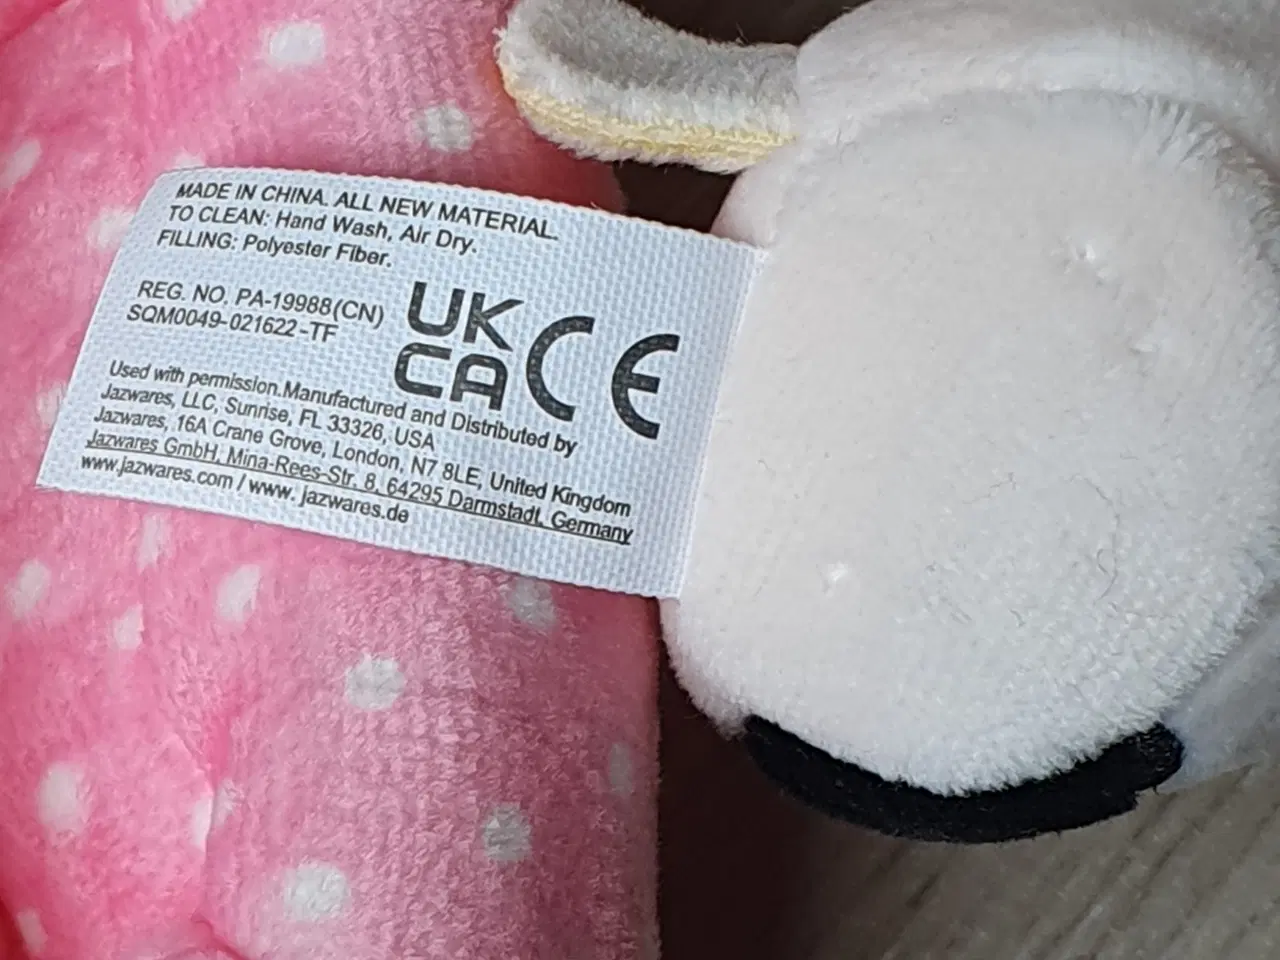 MADE IN CHINA. ALL NEW MATERIAL.
TO CLEAN: Hand Wash, Air Dry.
FILLING: Polyester Fiber.
REG. NO. PA-19988(CN)
SQM0049-021622-TF
UK
CA
CE
Used with permission.Manufactured and Distributed by
Jazwares, LLC, Sunrise, FL 33326, USA
Jazwares, 16A Crane Grove, London, N7 8LE, United Kingdom
Jazwares GmbH, Mina-Rees-Str. 8, 64295 Darmstadt, Germany
www.jazwares.com / www. jazwares.de